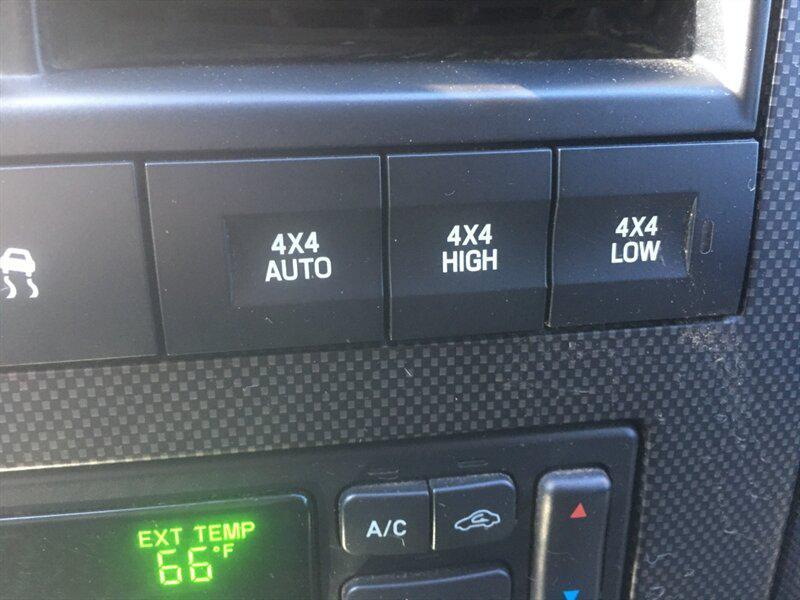 4X4
AUTO
4X4
HIGH
4X4
LOW
EXT TEMP
66°F
A/C